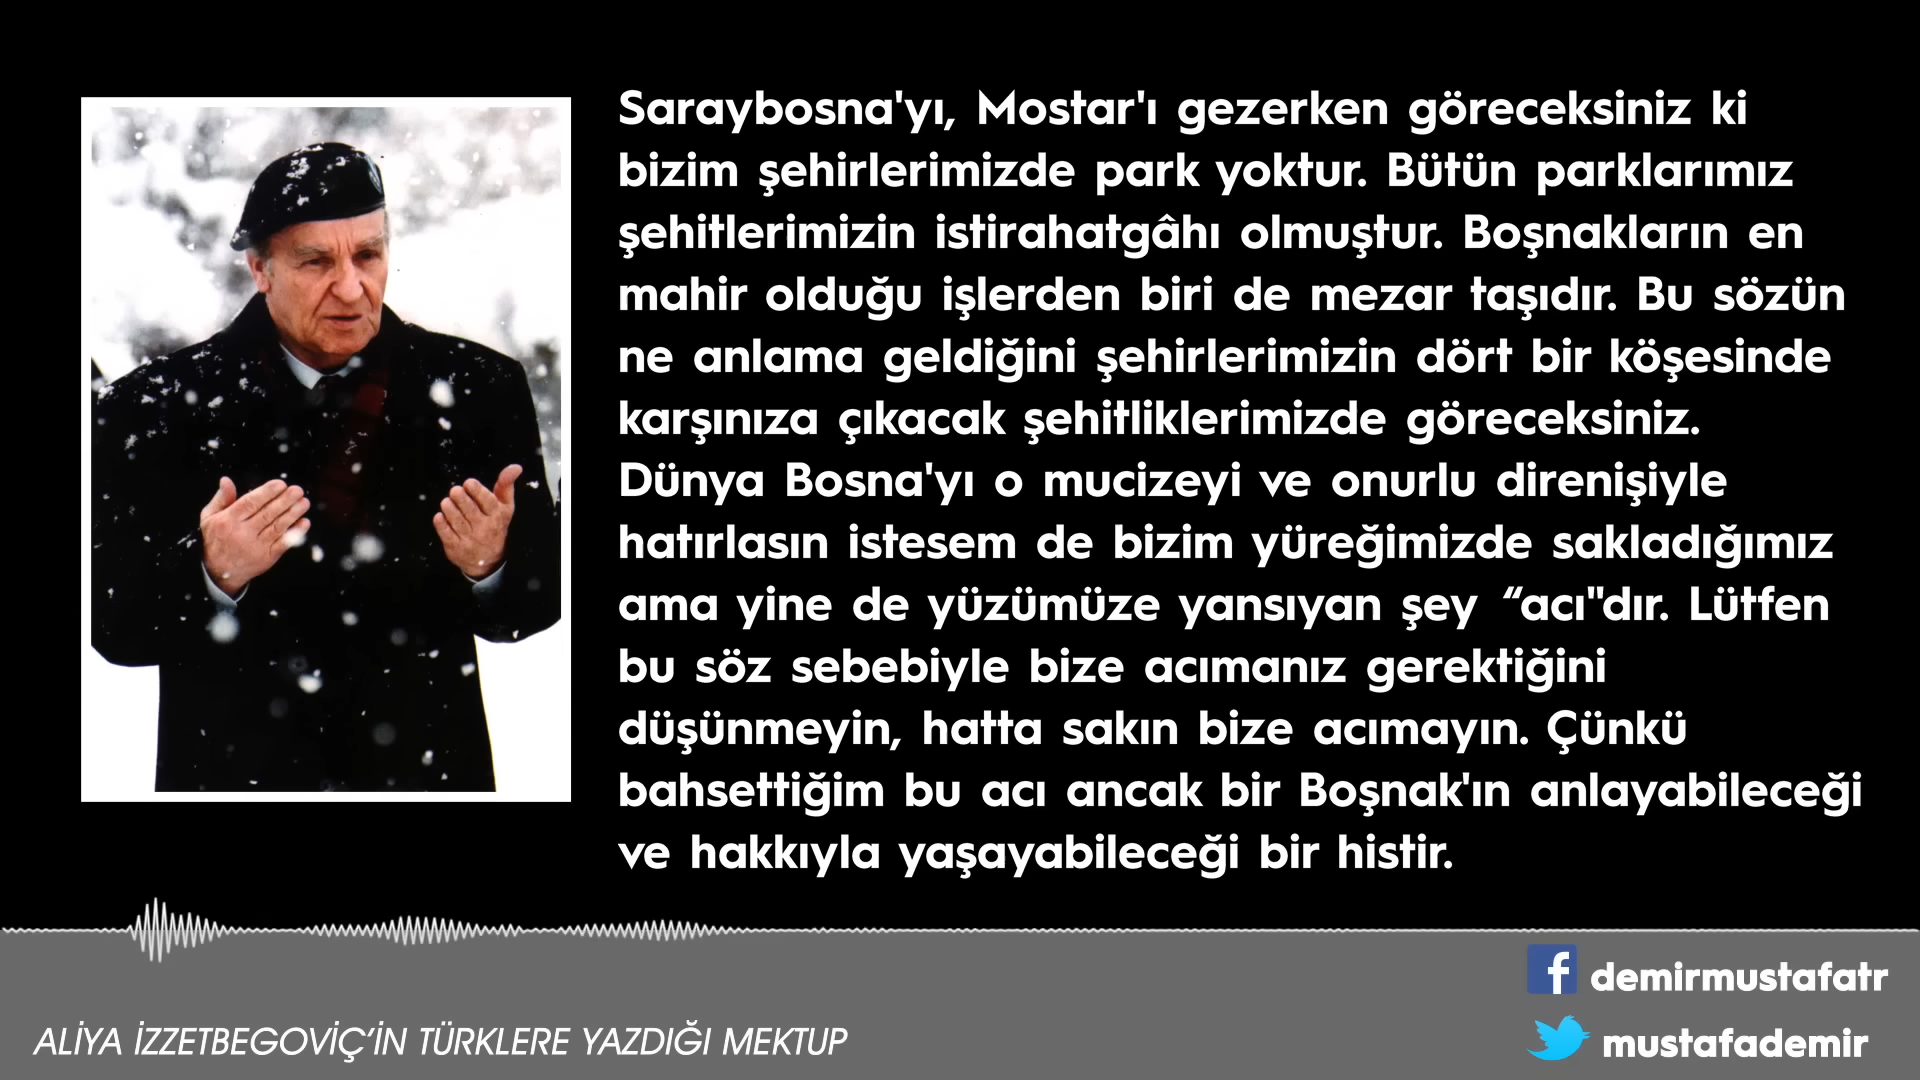 Saraybosna'yı, Mostar'ı gezerken göreceksiniz ki
bizim şehirlerimizde park yoktur. Bütün parklarımız
şehitlerimizin istirahatgâhı olmuştur. Boşnakların en
mahir olduğu işlerden biri de mezar taşıdır. Bu sözün
ne anlama geldiğini şehirlerimizin dört bir köşesinde
karşınıza çıkacak şehitliklerimizde göreceksiniz.
Dünya Bosna'yı o mucizeyi ve onurlu direnişiyle
hatırlasın istesem de bizim yüreğimizde sakladığımız
ama yine de yüzümüze yansıyan şey “acı"dır. Lütfen
bu söz sebebiyle bize acımanız gerektiğini
düşünmeyin, hatta sakın bize acımayın. Çünkü
bahsettiğim bu acı ancak bir Boşnak'ın anlayabileceği
ve hakkıyla yaşayabileceği bir histir.
f demirmustafatr
ALİYA İZZETBEGOVİÇ’İN TÜRKLERE YAZDIĞI MEKTUP
mustafademir